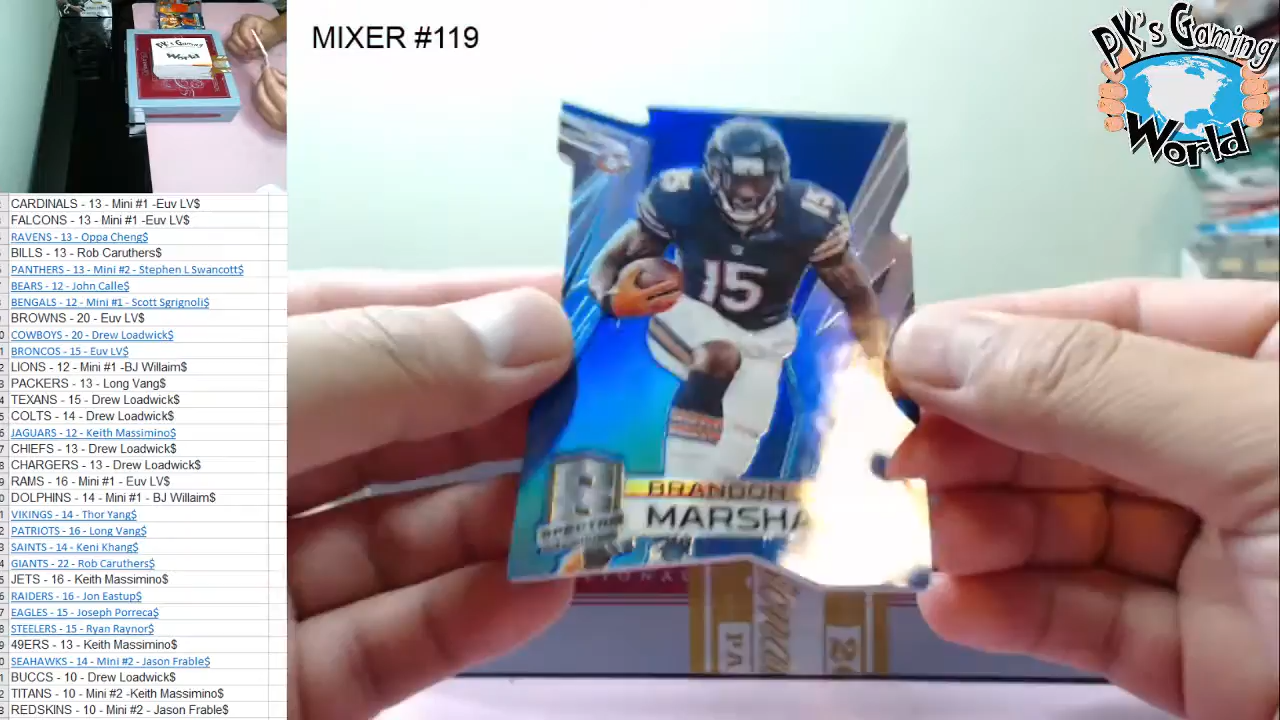 MIXER #119
PK's Gaming
World
PK's Gaming
World
CARDINALS - 13 - Mini #1 -Euv LV$
FALCONS - 13 - Mini #1 -Euv LV$
RAVENS - 13 - Oppa Cheng$
BILLS - 13 - Rob Caruthers$
PANTHERS - 13 - Mini #2 - Stephen L Swancott$
BEARS - 12 - John Calle$
BENGALS - 12 - Mini #1 - Scott Sgrignoli$
BROWNS - 20 - Euv LV$
COWBOYS - 20 - Drew Loadwick$
BRONCOS - 15 - Euv LV$
LIONS - 12 - Mini #1 -BJ Willaim$
PACKERS - 13 - Long Vang$
TEXANS - 15 - Drew Loadwick$
COLTS - 14 - Drew Loadwick$
JAGUARS - 12 - Keith Massimino$
CHIEFS - 13 - Drew Loadwick$
CHARGERS - 13 - Drew Loadwick$
RAMS - 16 - Mini #1 - Euv LV$
DOLPHINS - 14 - Mini #1 - BJ Willaim$
VIKINGS - 14 - Thor Yang$
PATRIOTS - 16 - Long Vang$
SAINTS - 14 - Keni Khang$
GIANTS - 22 - Rob Caruthers$
JETS - 16 - Keith Massimino$
RAIDERS - 16 - Jon Eastup$
EAGLES - 15 - Joseph Porreca$
STEELERS - 15 - Ryan Raynor$
49ERS - 13 - Keith Massimino$
SEAHAWKS - 14 - Mini #2 - Jason Frable$
BUCCS - 10 - Drew Loadwick$
TITANS - 10 - Mini #2 -Keith Massimino$
REDSKINS - 10 - Mini #2 - Jason Frable$
15
15
15
SPECTRA
BRANDON
MARSHA
PA